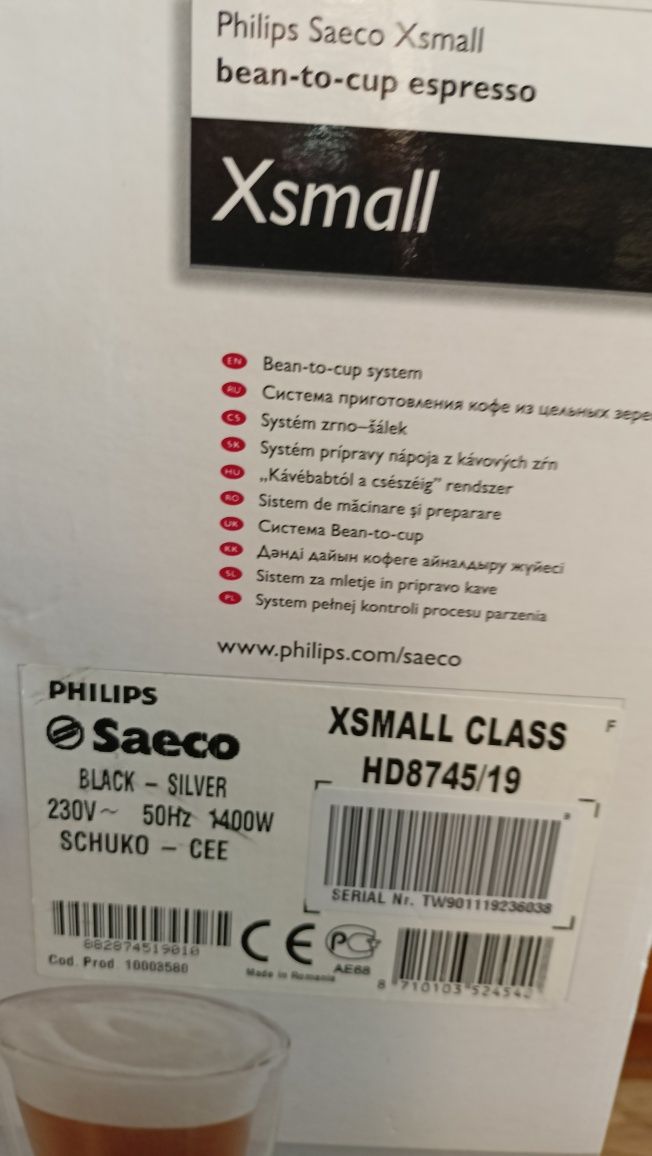 Philips Saeco Xsmall
bean-to-cup espresso
Xsmall
EN Bean-to-cup system
RU Система приготовления кофе из цельных зере
CS Systém zrno–šálek
SK Systém prípravy nápoja z kávových zŕn
HU „Kávébabtól a csészéig” rendszer
RO Sistem de măcinare şi preparare
UK Система Bean-to-cup
KK Дәнді дайын кофеге айналдыру жүйесі
SL Sistem za mletje in pripravo kave
PL System pełnej kontroli procesu parzenia
www.philips.com/saeco
PHILIPS
Saeco
BLACK – SILVER
230V~ 50Hz 1400W
SCHUKO – CEE
XSMALL CLASS F
HD8745/19
SERIAL Nr. TW901119236038
882874519010
Cod. Prod. 10003580
CE
Made in Romania
AE68
8 710103 524542